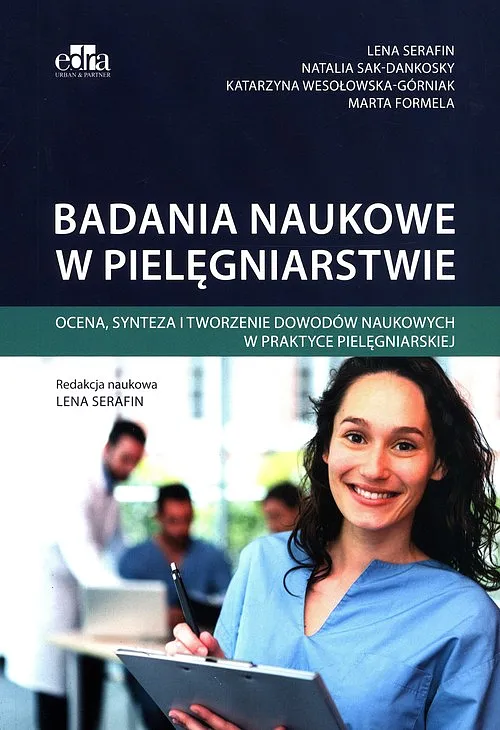 edra
URBAN & PARTNER
LENA SERAFIN
NATALIA SAK-DANKOSKY
KATARZYNA WESOŁOWSKA-GÓRNIAK
MARTA FORMELA
BADANIA NAUKOWE
W PIELĘGNIARSTWIE
OCENA, SYNTEZA I TWORZENIE DOWODÓW NAUKOWYCH
W PRAKTYCE PIELĘGNIARSKIEJ
Redakcja naukowa
LENA SERAFIN